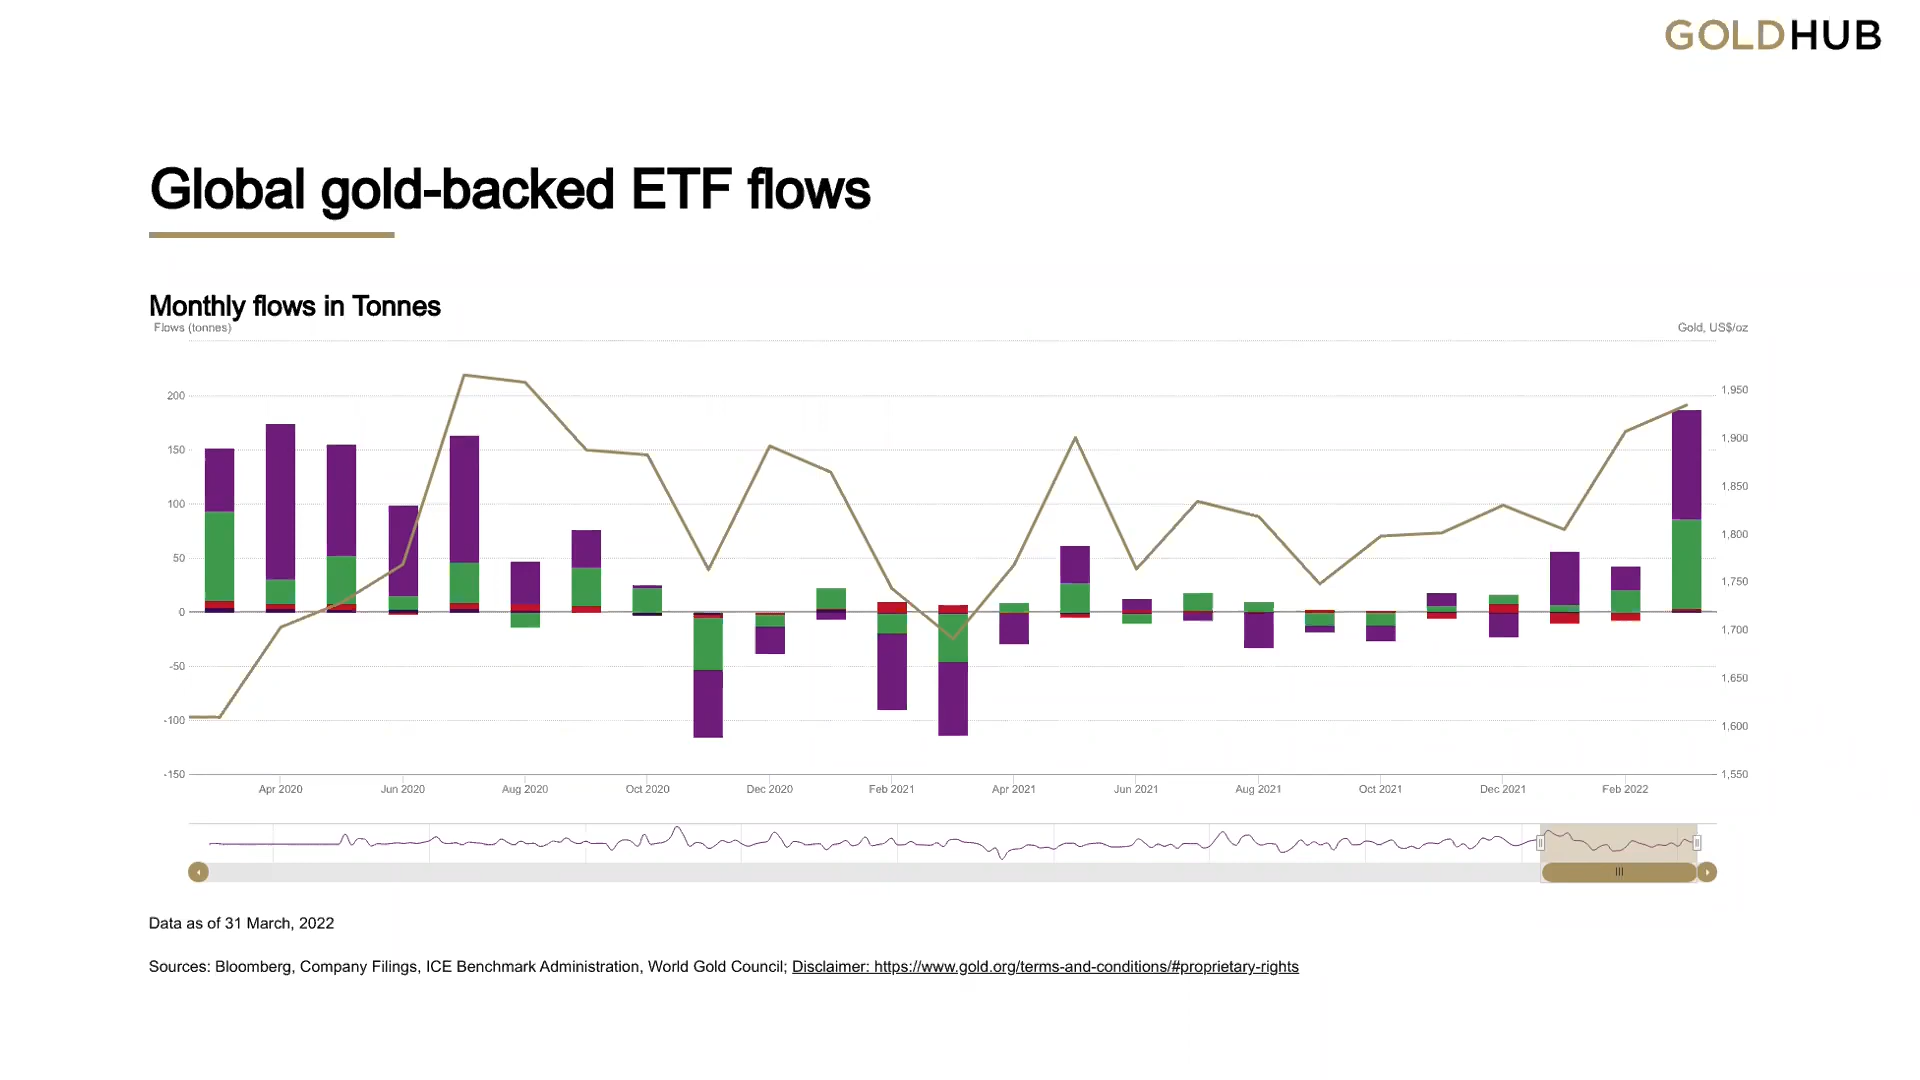 GOLDHUB
Global gold-backed ETF flows
Monthly flows in Tonnes
Flows (tonnes)
Gold, US$/oz
200
150
100
50
0
-50
-100
-150
1,950
1,900
1,850
1,800
1,750
1,700
1,650
1,600
1,550
Apr 2020 Jun 2020 Aug 2020 Oct 2020 Dec 2020 Feb 2021 Apr 2021 Jun 2021 Aug 2021 Oct 2021 Dec 2021 Feb 2022
Data as of 31 March, 2022
Sources: Bloomberg, Company Filings, ICE Benchmark Administration, World Gold Council; Disclaimer: https://www.gold.org/terms-and-conditions/#proprietary-rights